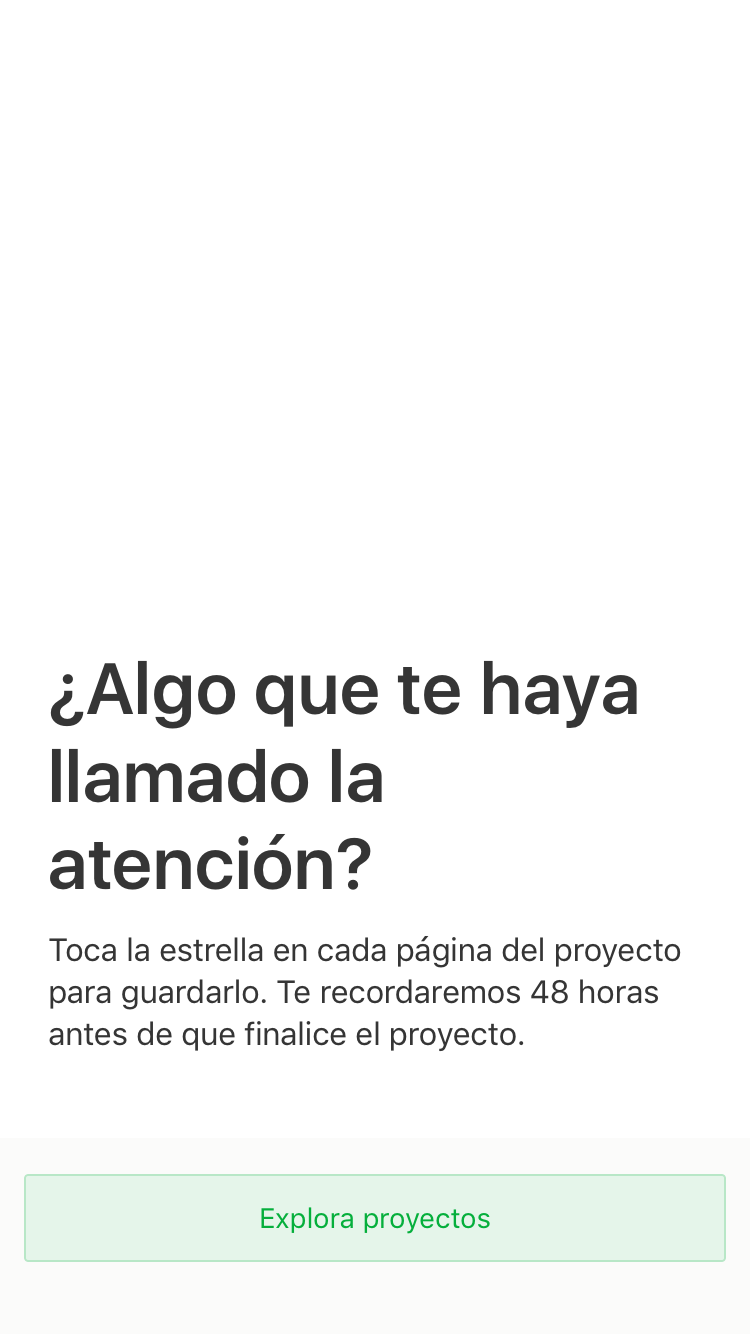 ¿Algo que te haya
llamado la
atención?
Toca la estrella en cada página del proyecto
para guardarlo. Te recordaremos 48 horas
antes de que finalice el proyecto.
Explora proyectos